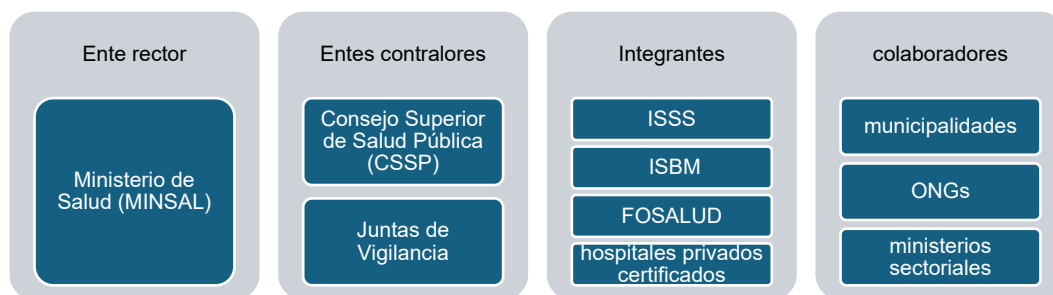 Ente rector
Ministerio de
Salud (MINSAL)
Entes contralores
Consejo Superior
de Salud Pública
(CSSP)
Juntas de
Vigilancia
Integrantes
ISSS
ISBM
FOSALUD
hospitales privados
certificados
colaboradores
municipalidades
ONGs
ministerios
sectoriales